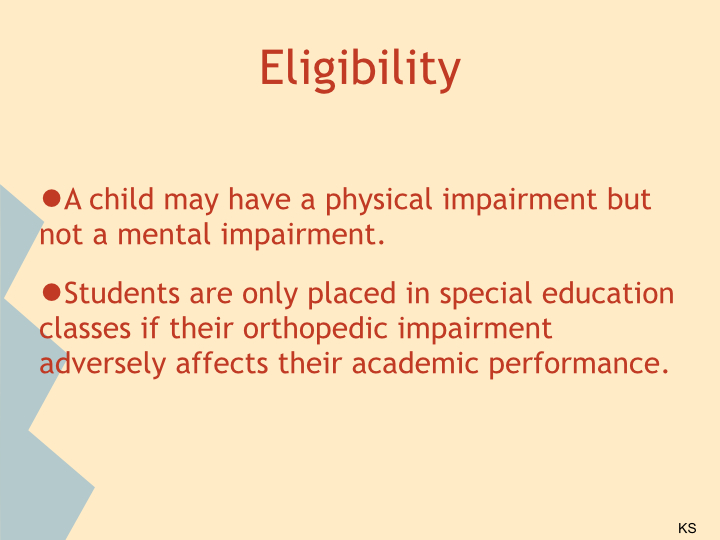 Eligibility
●A child may have a physical impairment but
not a mental impairment.
●Students are only placed in special education
classes if their orthopedic impairment
adversely affects their academic performance.
KS